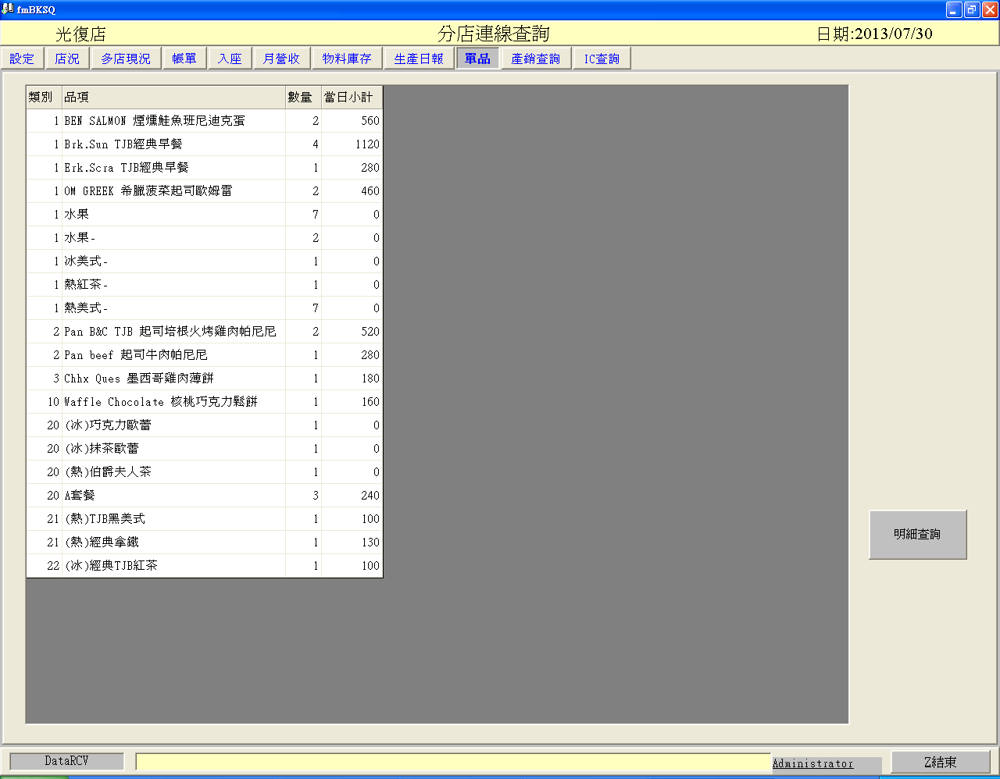 fmBKSQ
光復店 分店連線查詢 日期:2013/07/30
設定 店況 多店現況 帳單 入座 月營收 物料庫存 生產日報 單品 產銷查詢 IC查詢
類別 品項 數量 當日小計
1 BEN SALMON 煙燻鮭魚班尼迪克蛋 2 560
1 Brk.Sun TJB經典早餐 4 1120
1 Erk.Scra TJB經典早餐 1 280
1 OM GREEK 希臘菠菜起司歐姆雷 2 460
1 水果 7 0
1 水果- 2 0
1 冰美式- 1 0
1 熱紅茶- 1 0
1 熱美式- 7 0
2 Pan B&C TJB 起司培根火烤雞肉帕尼尼 2 520
2 Pan beef 起司牛肉帕尼尼 1 280
3 Chhx Ques 墨西哥雞肉薄餅 1 180
10 Waffle Chocolate 核桃巧克力鬆餅 1 160
20 (冰)巧克力歐蕾 1 0
20 (冰)抹茶歐蕾 1 0
20 (熱)伯爵夫人茶 1 0
20 A套餐 3 240
21 (熱)TJB黑美式 1 100
21 (熱)經典拿鐵 1 130
22 (冰)經典TJB紅茶 1 100
明細查詢
DataRCV Administrator Z結束